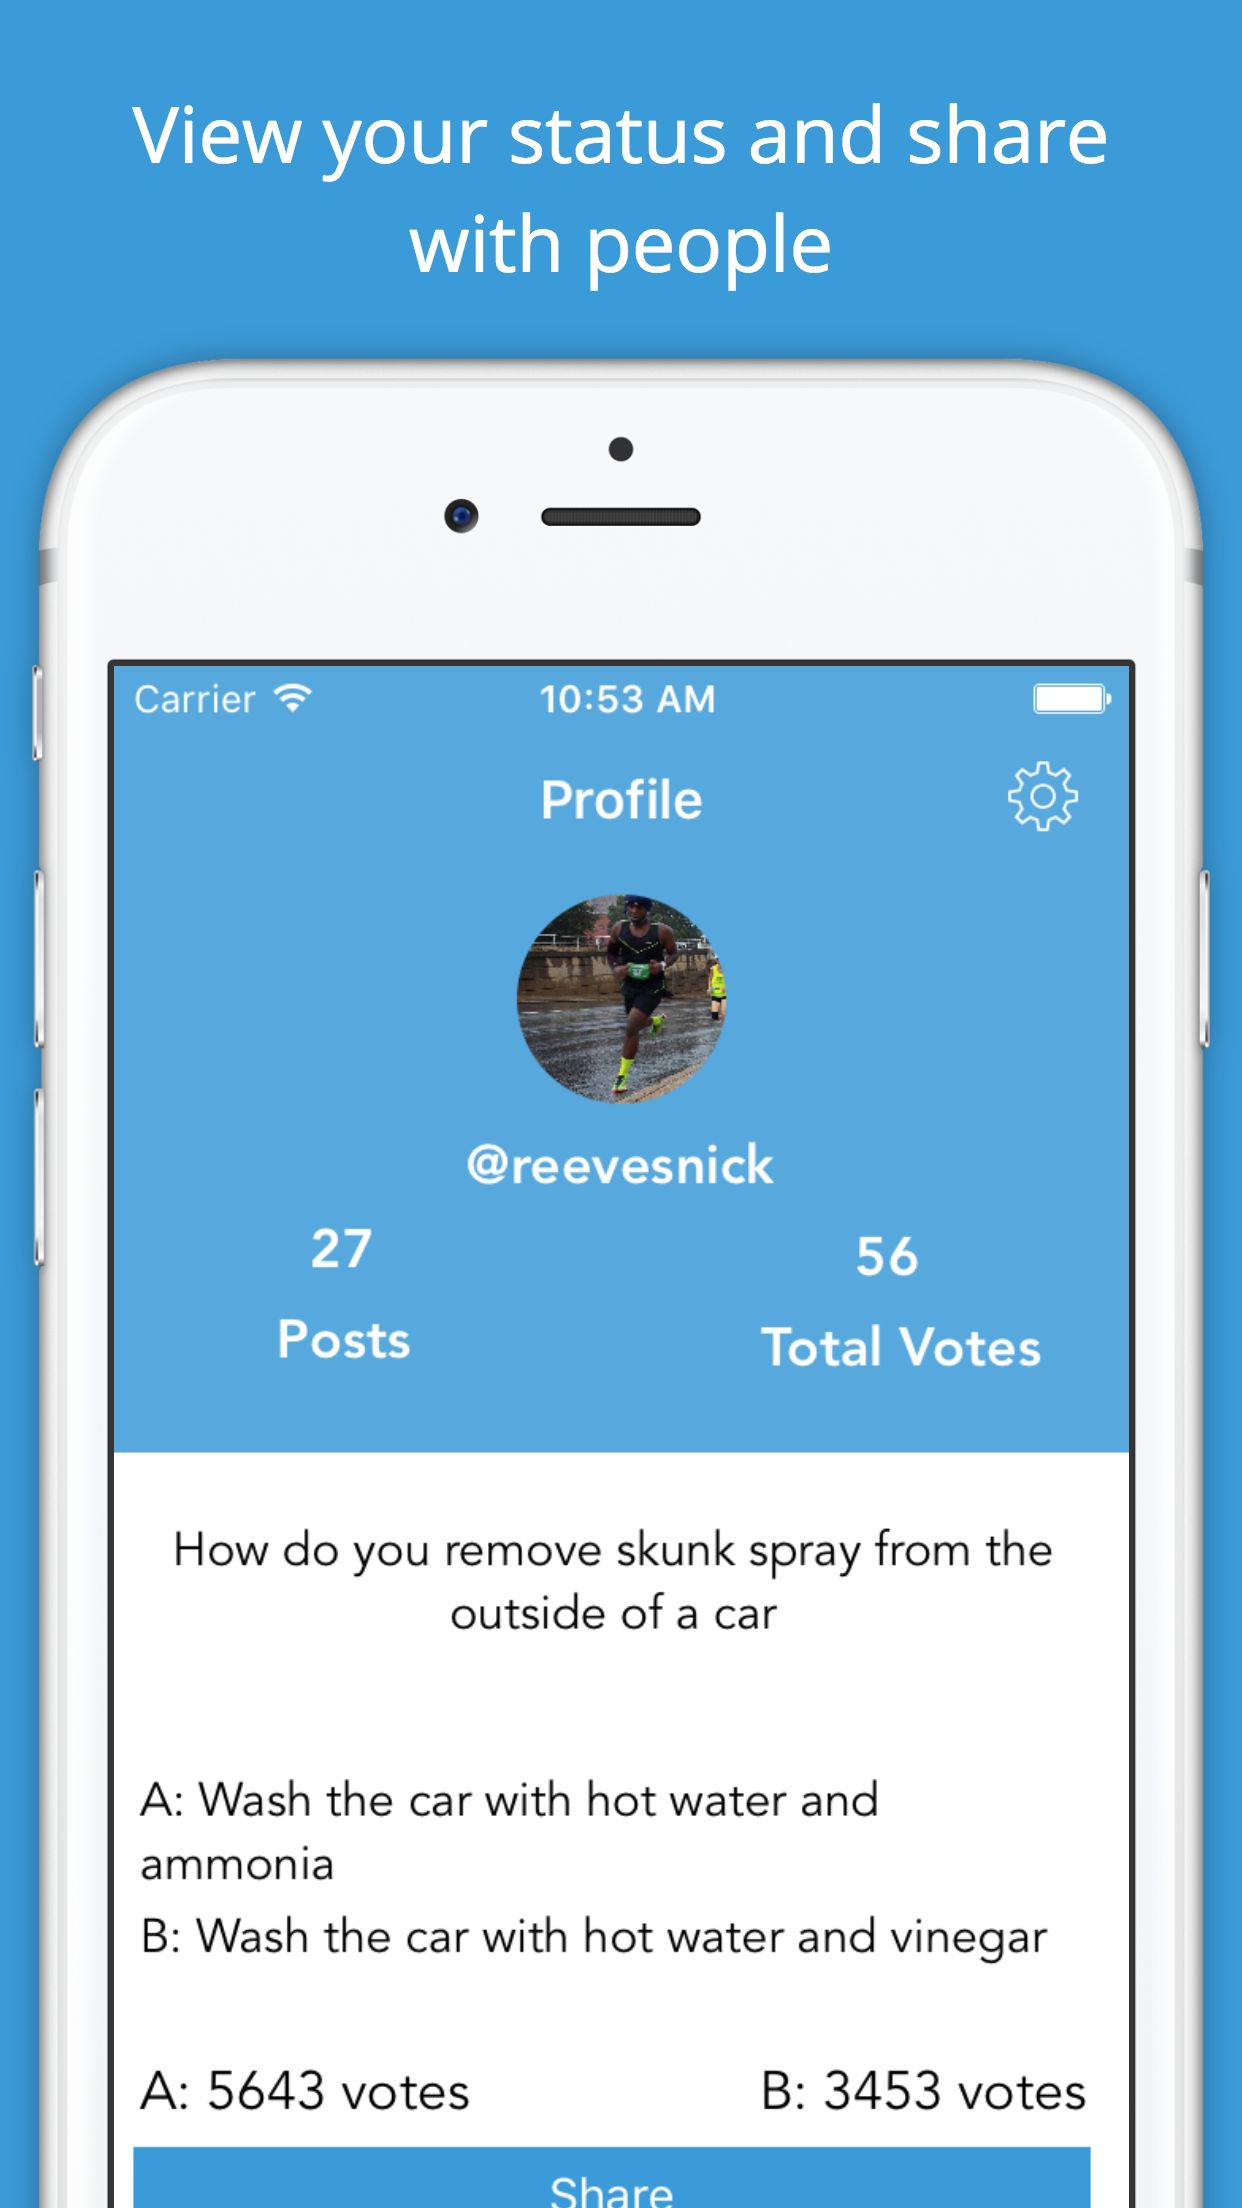 View your status and share
with people
Carrier 10:53 AM
Profile
@reevesnick
27
Posts
56
Total Votes
How do you remove skunk spray from the
outside of a car
A: Wash the car with hot water and
ammonia
B: Wash the car with hot water and vinegar
A: 5643 votes B: 3453 votes
Share